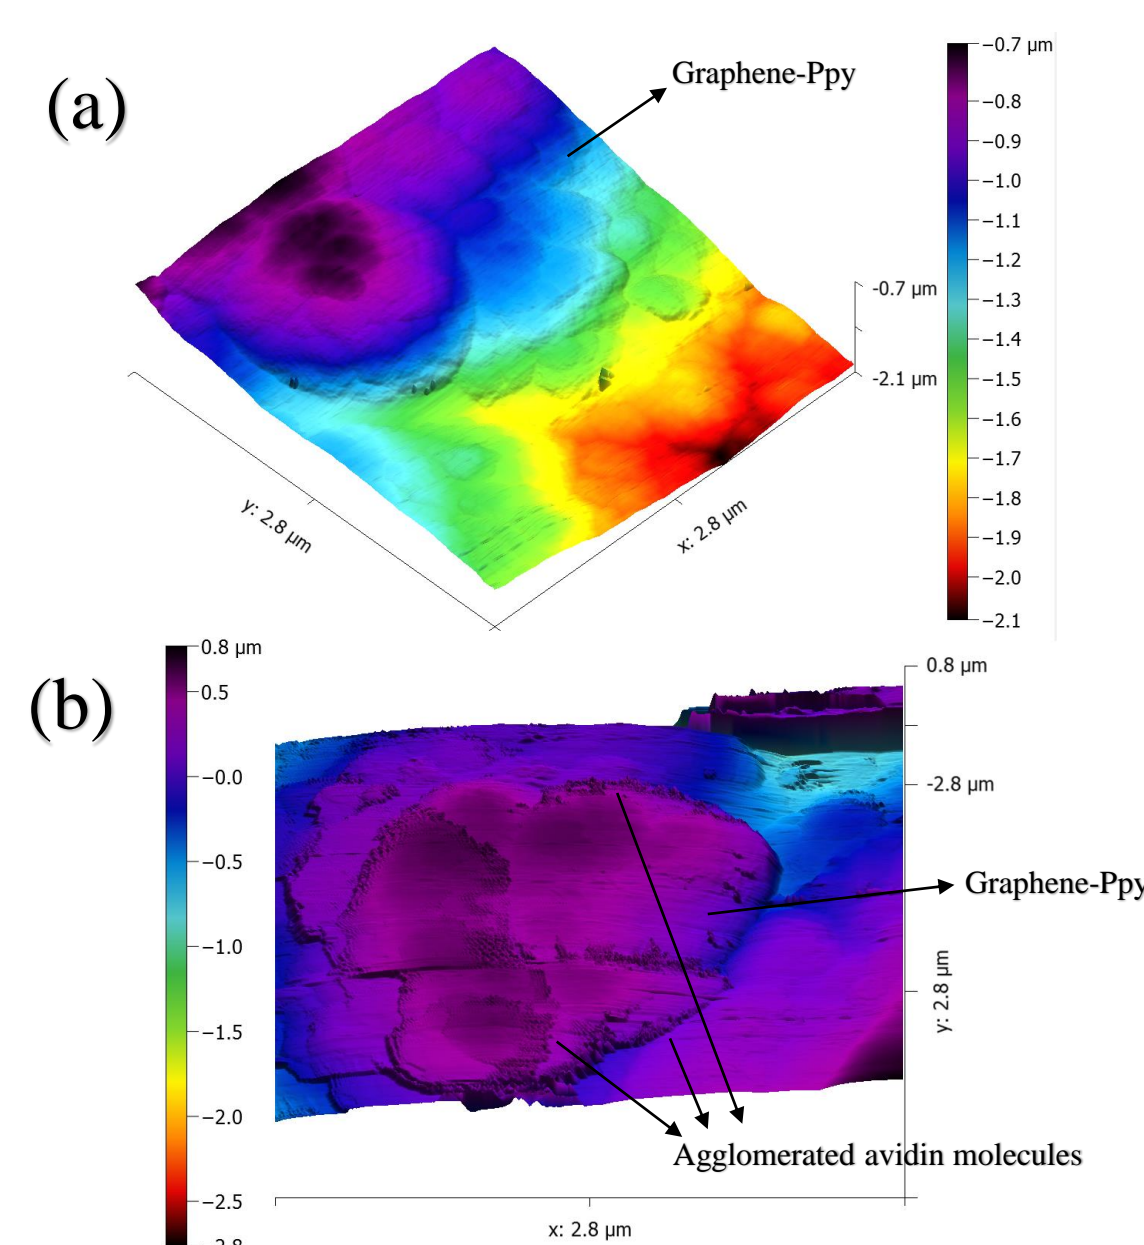 (a)
Graphene-Ppy
−0.7 µm
−0.8
−0.9
−1.0
−1.1
−1.2
−1.3
−1.4
−1.5
−1.6
−1.7
−1.8
−1.9
−2.0
−2.1
-0.7 µm
-2.1 µm
y: 2.8 µm
x: 2.8 µm
(b)
0.8 µm
0.5
−0.0
−0.5
−1.0
−1.5
−2.0
−2.5
0.8 µm
-2.8 µm
Graphene-Ppy
y: 2.8 µm
Agglomerated avidin molecules
x: 2.8 µm